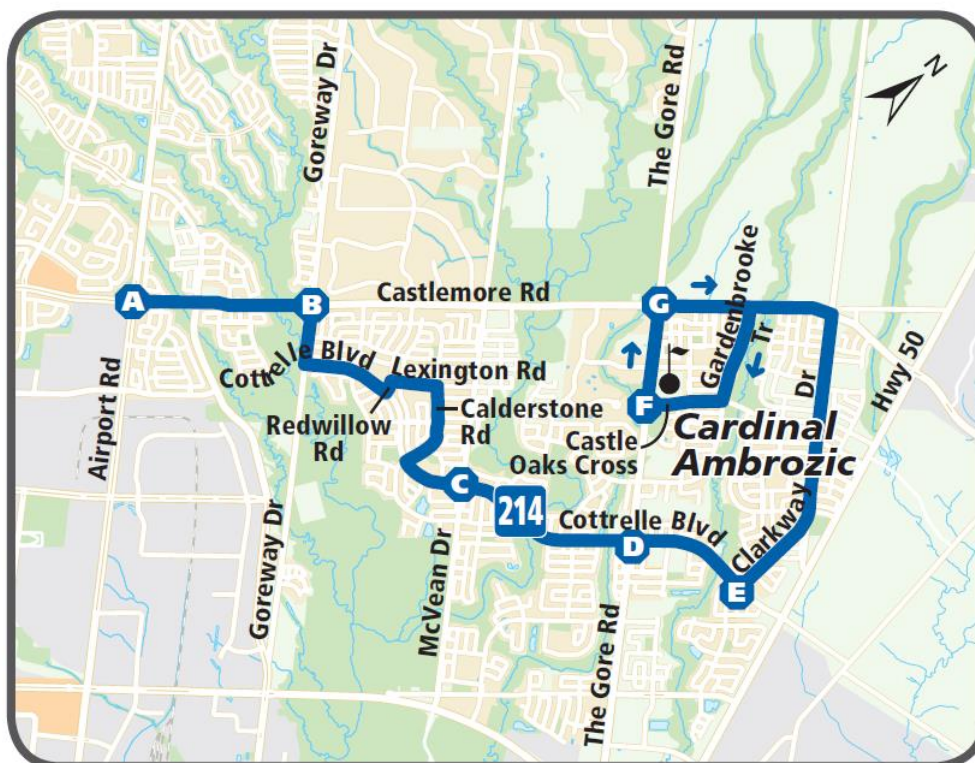 N
Goreway Dr
The Gore Rd
A
B
Castlemore Rd
G
Gardenbrooke
Tr
Cottrelle Blvd
Lexington Rd
Airport Rd
Redwillow
Rd
Calderstone
Rd
F
Castle
Oaks Cross
Cardinal
Ambrozic
Dr
Hwy 50
C
214
Cottrelle Blvd
D
Clarkway
E
Goreway Dr
McVean Dr
The Gore Rd